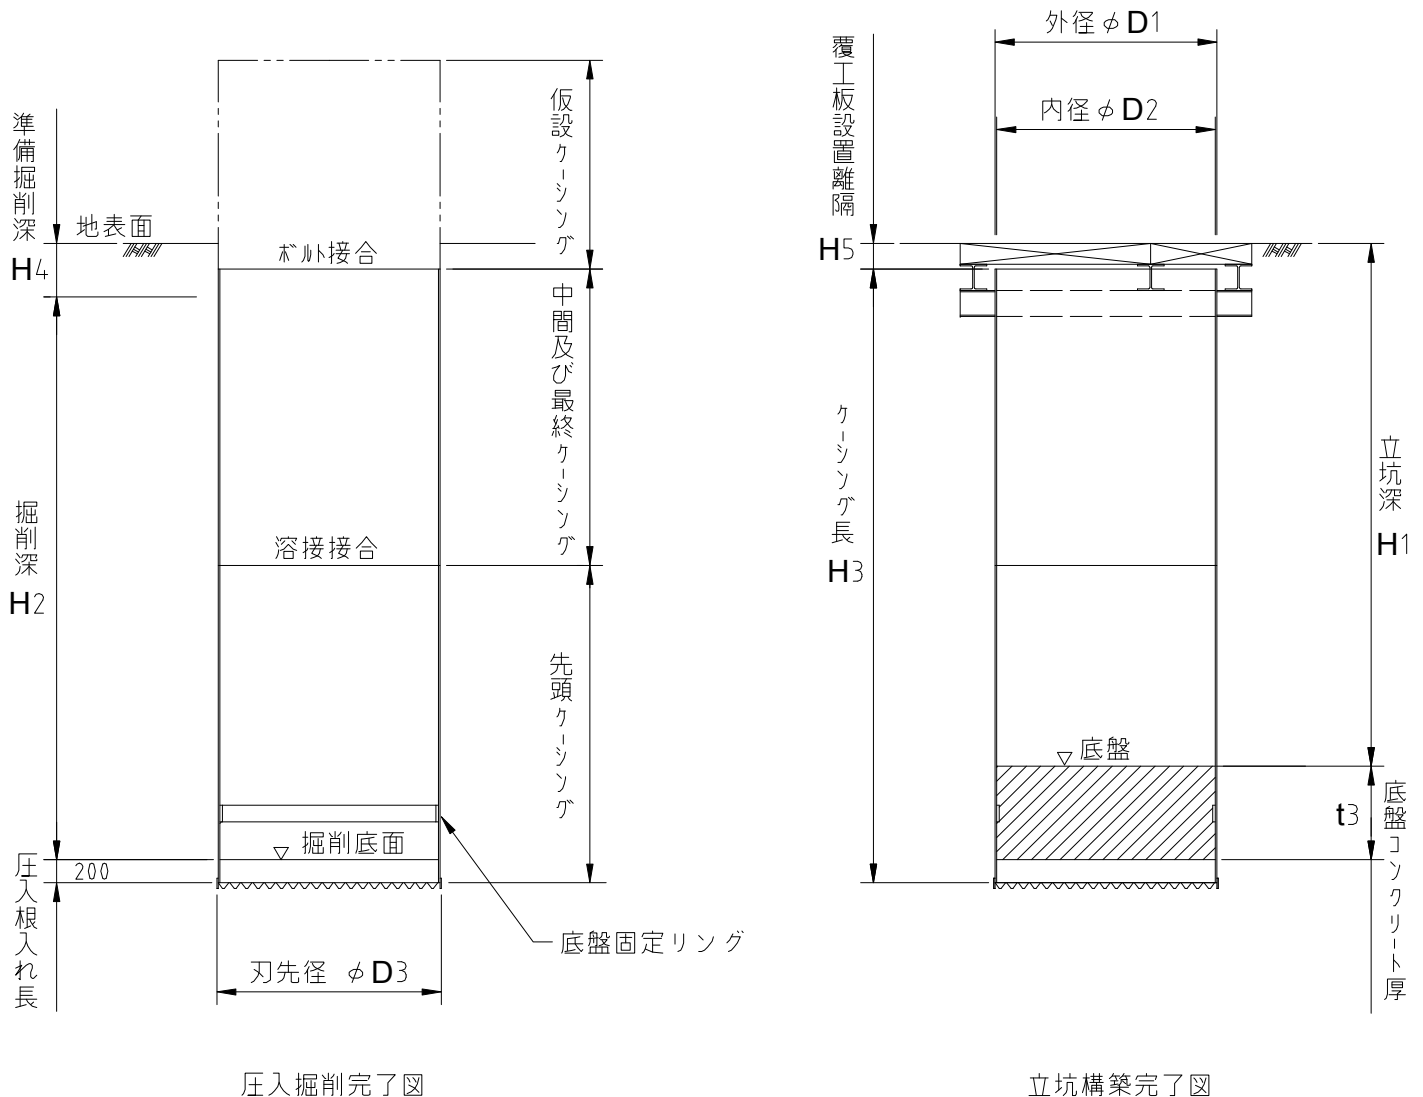 準備掘削深
H4
地表面
ボルト接合
仮設ケーシング
中間及び最終ケーシング
掘削深
H2
溶接接合
先頭ケーシング
掘削底面
圧入根入れ長
200
底盤固定リング
刃先径 φD3
圧入掘削完了図
外径φD1
内径φD2
覆工板設置離隔
H5
ケーシング長
H3
立坑深
H1
底盤
t3
底盤コンクリート厚
立坑構築完了図